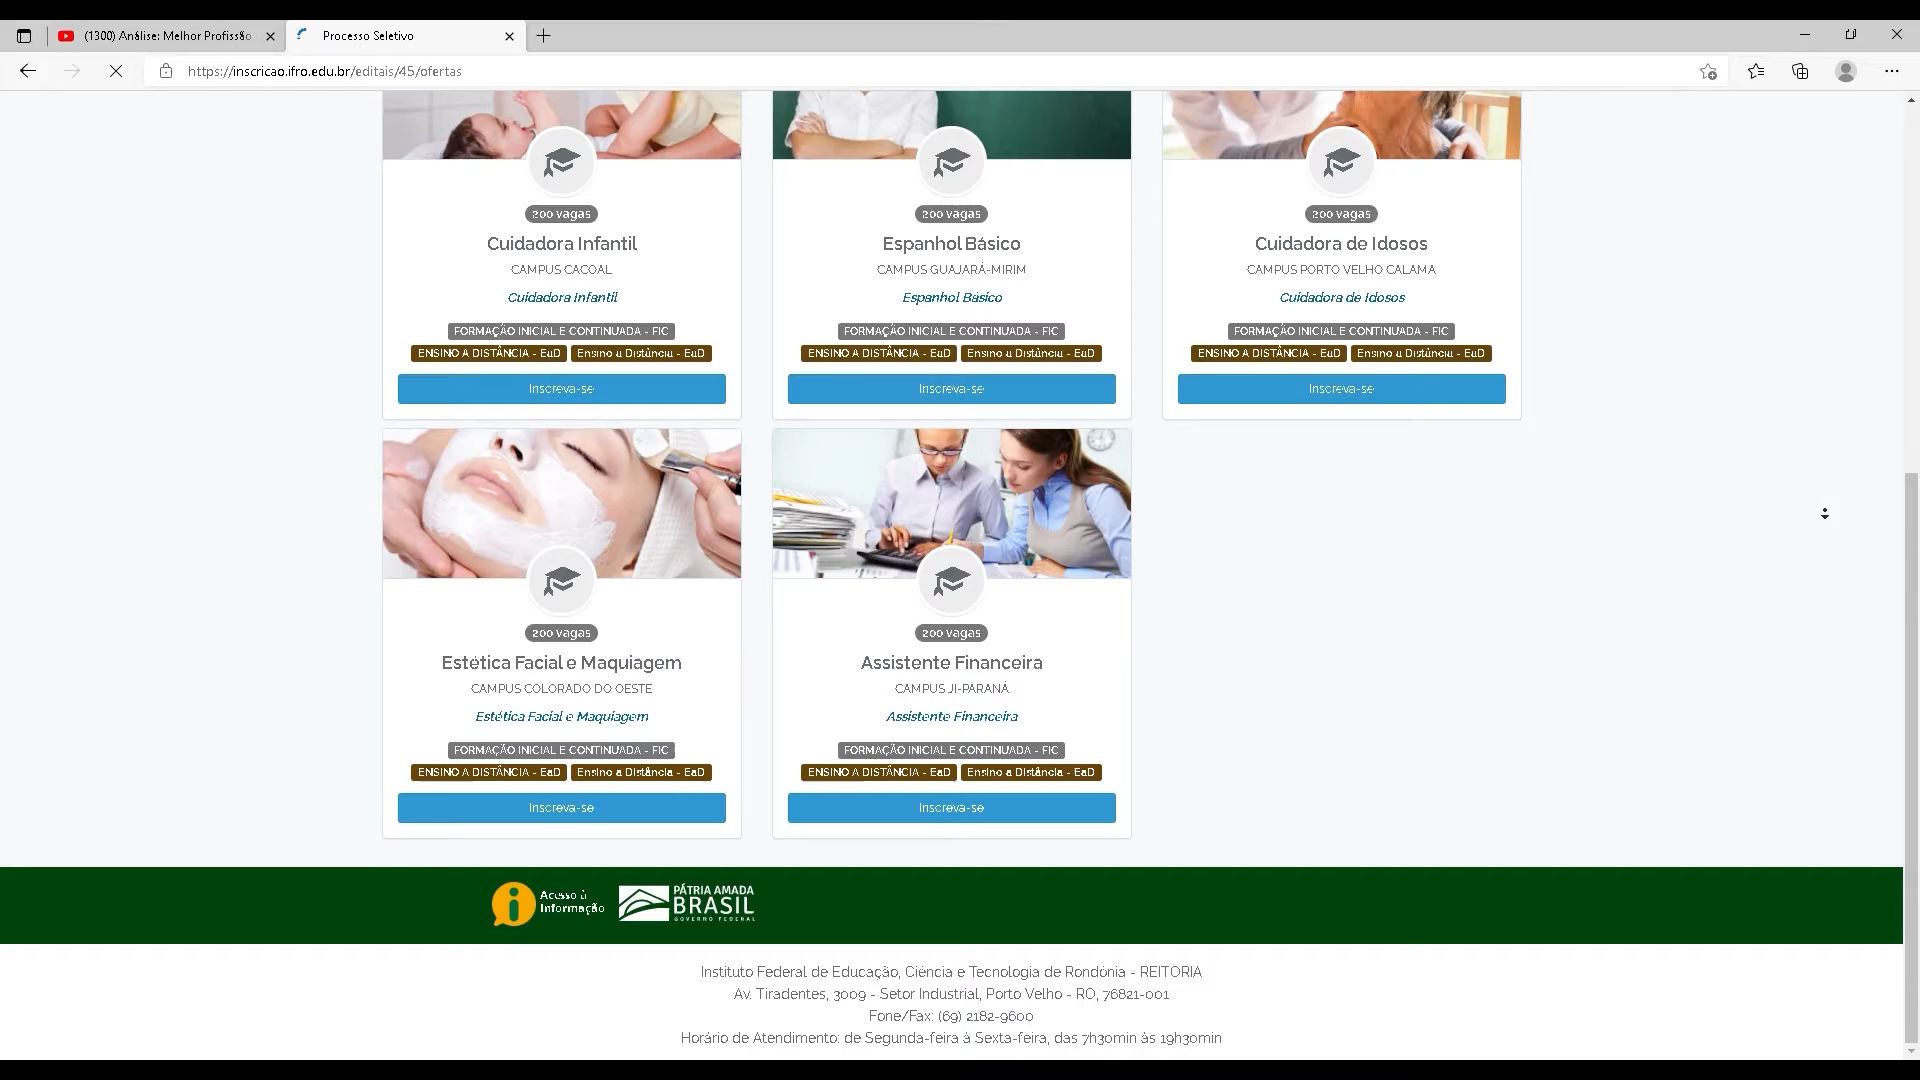 (1300) Análise: Melhor Profissão
Processo Seletivo
https://inscricao.ifro.edu.br/editais/45/ofertas
200 vagas
Cuidadora Infantil
CAMPUS CACOAL
Cuidadora Infantil
FORMAÇÃO INICIAL E CONTINUADA - FIC
ENSINO A DISTÂNCIA - EaD Ensino a Distância - EaD
Inscreva-se
200 vagas
Espanhol Básico
CAMPUS GUAJARÁ-MIRIM
Espanhol Básico
FORMAÇÃO INICIAL E CONTINUADA - FIC
ENSINO A DISTÂNCIA - EaD Ensino a Distância - EaD
Inscreva-se
200 vagas
Cuidadora de Idosos
CAMPUS PORTO VELHO CALAMA
Cuidadora de Idosos
FORMAÇÃO INICIAL E CONTINUADA - FIC
ENSINO A DISTÂNCIA - EaD Ensino a Distância - EaD
Inscreva-se
200 vagas
Estética Facial e Maquiagem
CAMPUS COLORADO DO OESTE
Estética Facial e Maquiagem
FORMAÇÃO INICIAL E CONTINUADA - FIC
ENSINO A DISTÂNCIA - EaD Ensino a Distância - EaD
Inscreva-se
200 vagas
Assistente Financeira
CAMPUS JI-PARANÁ
Assistente Financeira
FORMAÇÃO INICIAL E CONTINUADA - FIC
ENSINO A DISTÂNCIA - EaD Ensino a Distância - EaD
Inscreva-se
Acesso à
Informação
PÁTRIA AMADA
BRASIL
GOVERNO FEDERAL
Instituto Federal de Educação, Ciência e Tecnologia de Rondônia - REITORIA
Av. Tiradentes, 3009 - Setor Industrial, Porto Velho - RO, 76821-001
Fone/Fax: (69) 2182-9600
Horário de Atendimento: de Segunda-feira à Sexta-feira, das 7h30min às 19h30min